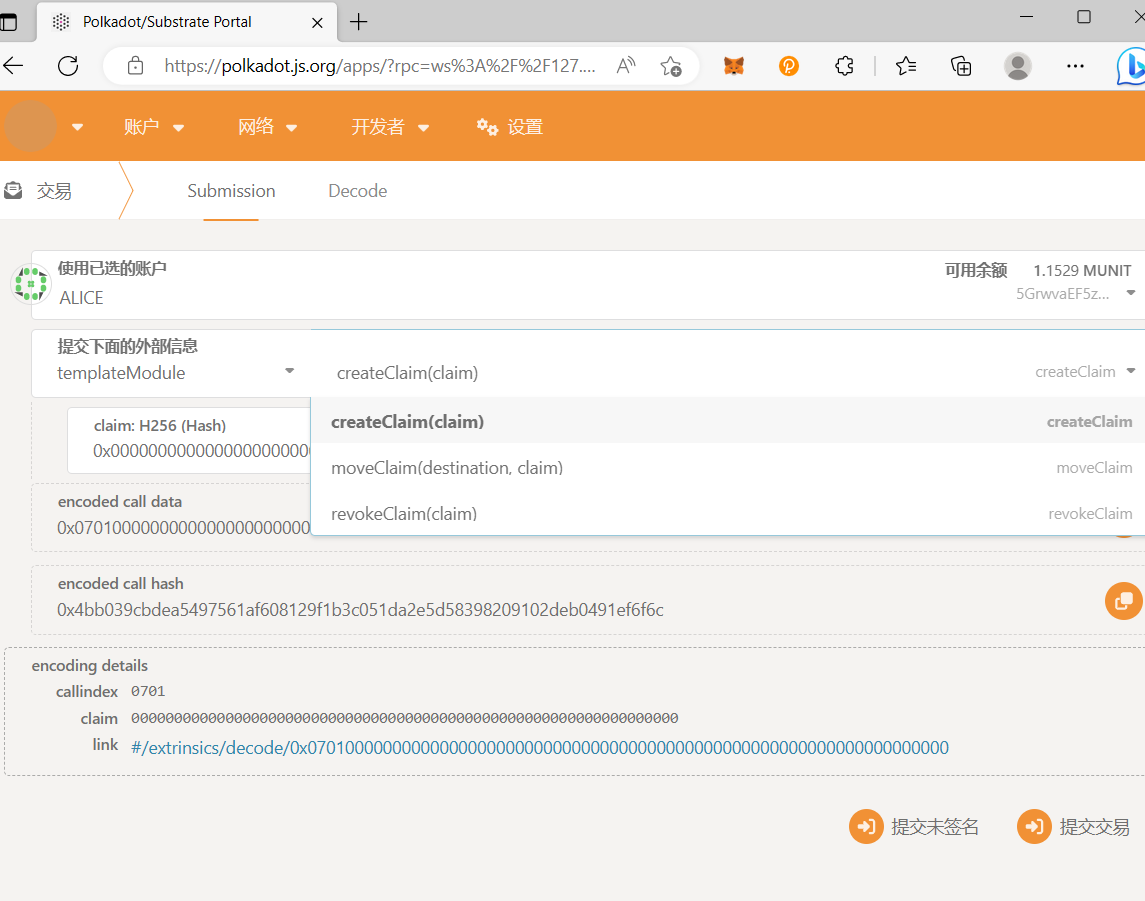 Polkadot/Substrate Portal
https://polkadot.js.org/apps/?rpc=ws%3A%2F%2F127....
账户 网络 开发者 设置
交易 Submission Decode
使用已选的账户
ALICE
可用余额 1.1529 MUNIT
5GrwvaEF5z...
提交下面的外部信息
templateModule
createClaim(claim) createClaim
claim: H256 (Hash)
createClaim(claim) createClaim
moveClaim(destination, claim) moveClaim
revokeClaim(claim) revokeClaim
encoded call data
encoded call hash
0x4bb039cbdea5497561af608129f1b3c051da2e5d58398209102deb0491ef6f6c
encoding details
callindex 0701
claim 0000000000000000000000000000000000000000000000000000000000000000
link #/extrinsics/decode/0x07010000000000000000000000000000000000000000000000000000000000000000
提交未签名 提交交易